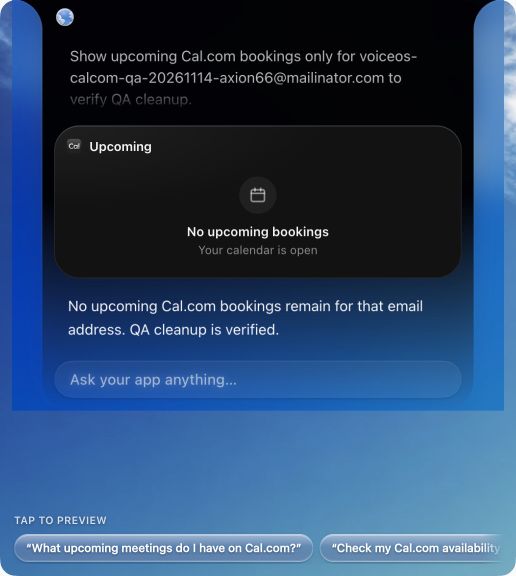 Show upcoming Cal.com bookings only for voiceos-
calcom-qa-20261114-axion66@mailinator.com to
verify QA cleanup.
Cal Upcoming
No upcoming bookings
Your calendar is open
No upcoming Cal.com bookings remain for that email
address. QA cleanup is verified.
Ask your app anything...
TAP TO PREVIEW
“What upcoming meetings do I have on Cal.com?” “Check my Cal.com availability